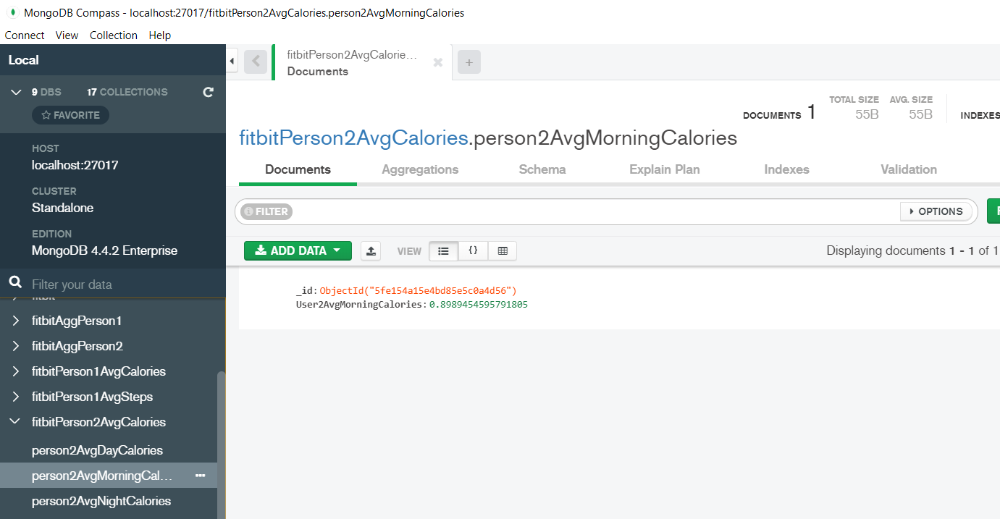 MongoDB Compass - localhost:27017/fitbitPerson2AvgCalories.person2AvgMorningCalories
Connect View Collection Help
Local
9 DBS 17 COLLECTIONS
FAVORITE
HOST
localhost:27017
CLUSTER
Standalone
EDITION
MongoDB 4.4.2 Enterprise
Filter your data
fitbit
fitbitAggPerson1
fitbitAggPerson2
fitbitPerson1AvgCalories
fitbitPerson1AvgSteps
fitbitPerson2AvgCalories
person2AvgDayCalories
person2AvgMorningCal...
person2AvgNightCalories
fitbitPerson2AvgCalorie...
Documents
+
DOCUMENTS 1 TOTAL SIZE 55B AVG. SIZE 55B INDEXES
fitbitPerson2AvgCalories.person2AvgMorningCalories
Documents Aggregations Schema Explain Plan Indexes Validation
FILTER OPTIONS
ADD DATA VIEW {} Displaying documents 1 - 1 of 1
_id: ObjectId("5fe154a15e4bd85e5c0a4d56")
User2AvgMorningCalories: 0.8989454595791805